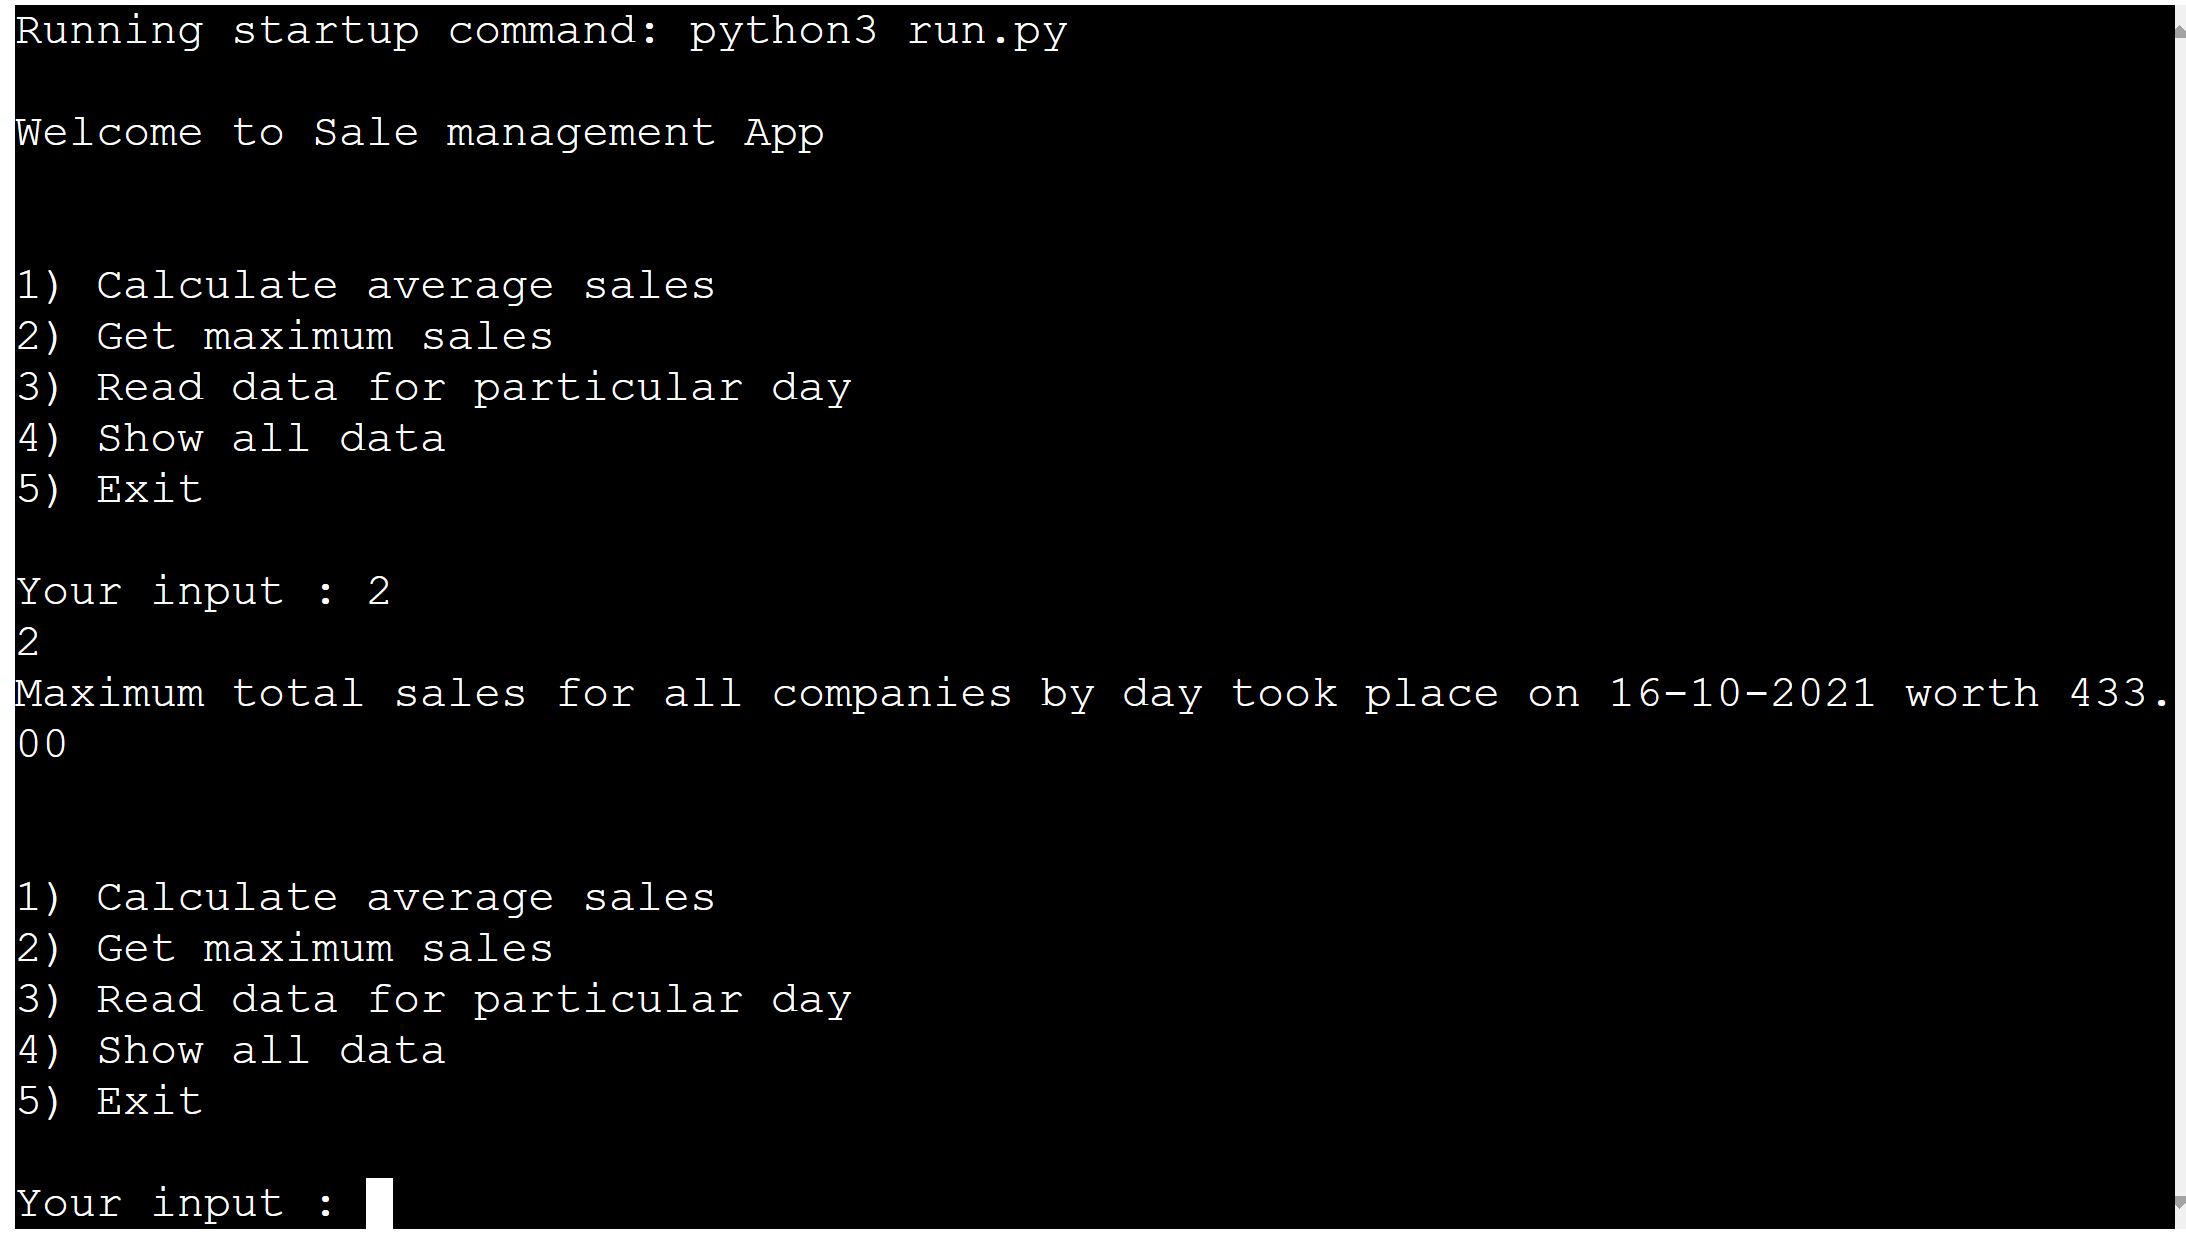 Running startup command: python3 run.py
Welcome to Sale management App
1) Calculate average sales
2) Get maximum sales
3) Read data for particular day
4) Show all data
5) Exit
Your input : 2
2
Maximum total sales for all companies by day took place on 16-10-2021 worth 433.
00
1) Calculate average sales
2) Get maximum sales
3) Read data for particular day
4) Show all data
5) Exit
Your input :